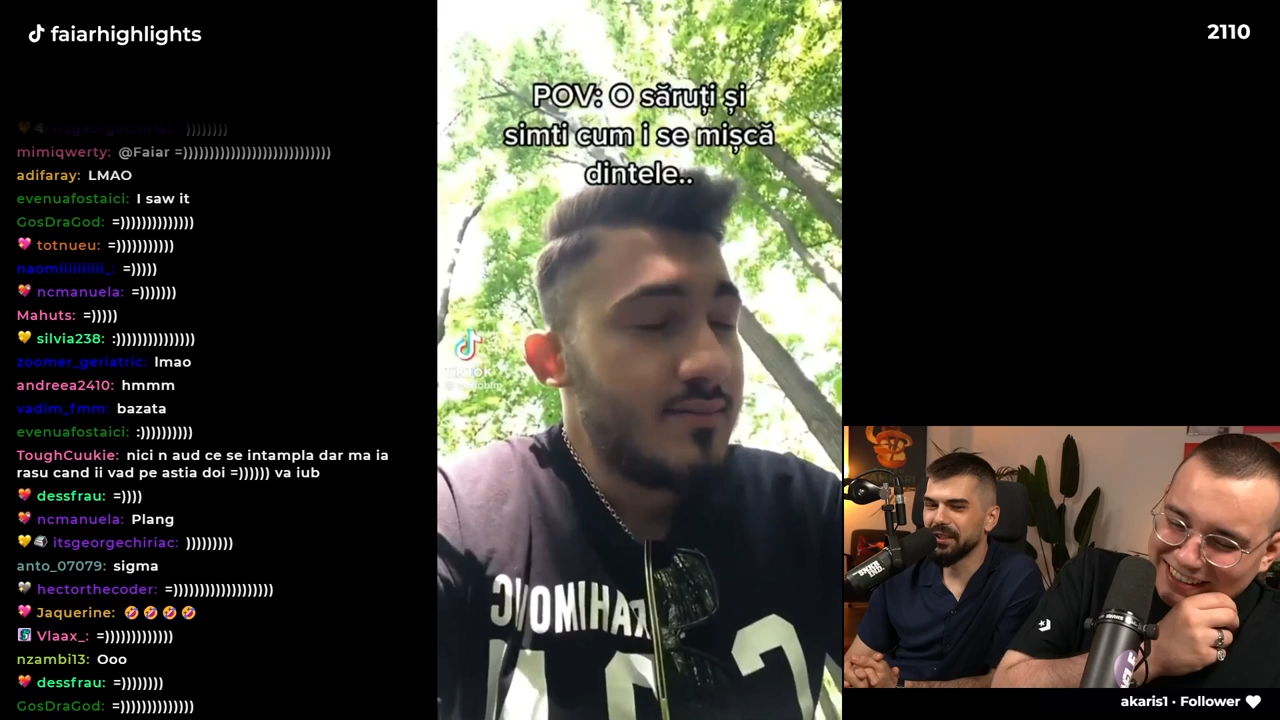 faiarhighlights
2110
itsgeorgechiriac: ))))))))
mimiqwerty: @Faiar =)))))))))))))))))))))))))))
adifaray: LMAO
evenuafostaici: I saw it
GosDraGod: =))))))))))))))
totnueu: =)))))))))))
=)))))
ncmanuela: =)))))))
Mahuts: =)))))
silvia238: :)))))))))))))))
zoomer_geriatric: lmao
andreea2410: hmmm
vadim_fmm: bazata
evenuafostaici: :))))))))))
ToughCuukie: nici n aud ce se intampla dar ma ia
rasu cand ii vad pe astia doi =)))))) va iub
dessfrau: =))))
ncmanuela: Plang
itsgeorgechiriac: )))))))))
anto_07079: sigma
hectorthecoder: =)))))))))))))))))))
Jaquerine:
Vlaax_: =))))))))))))
nzambi13: Ooo
dessfrau: =))))))))
GosDraGod: =))))))))))))))
POV: O săruți și
simti cum i se mișcă
dintele..
TikTok
akaris1 · Follower